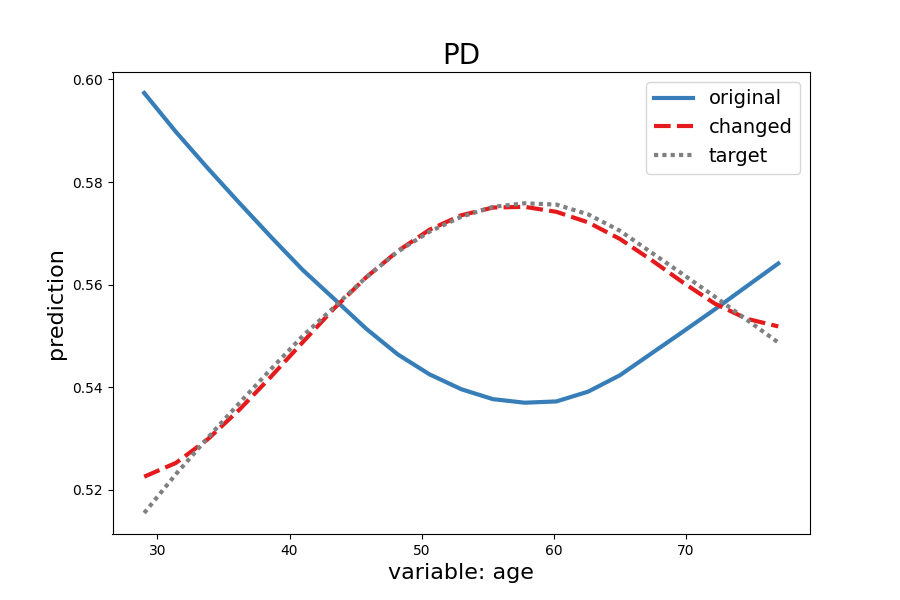 PD
original
changed
target
0.60
0.58
0.56
0.54
0.52
prediction
30 40 50 60 70
variable: age